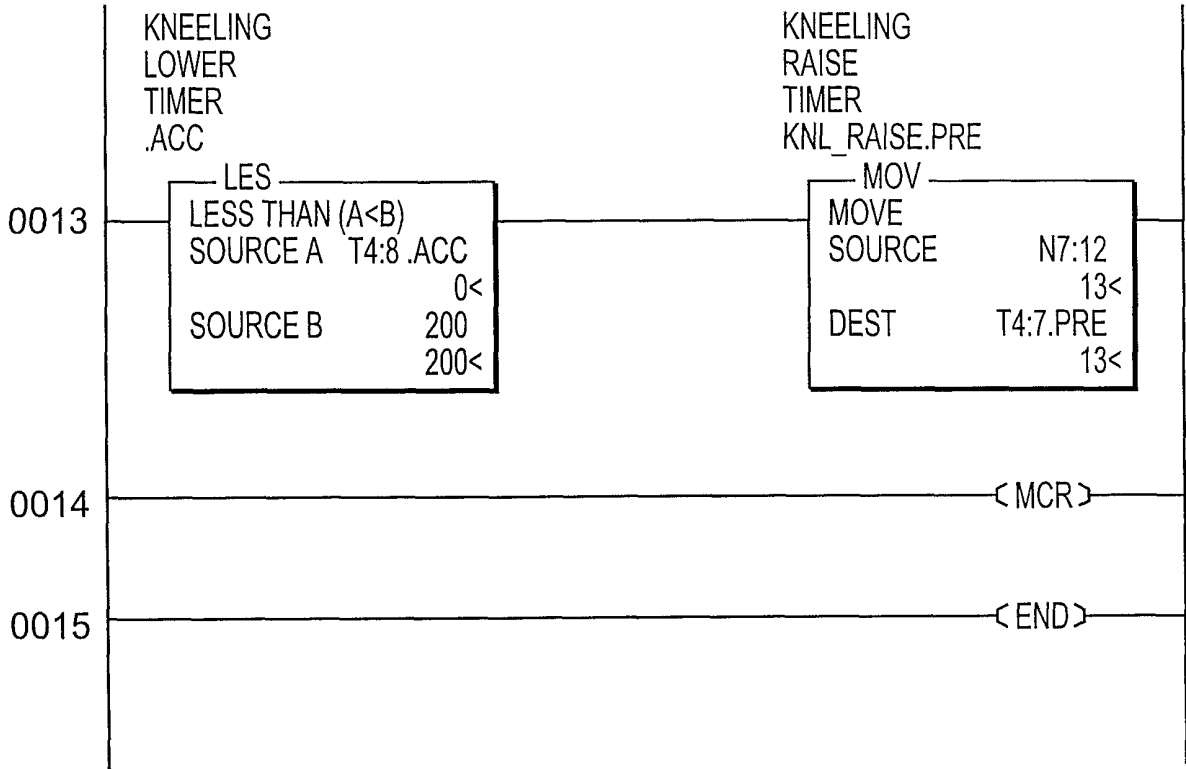 KNEELING
LOWER
TIMER
.ACC
KNEELING
RAISE
TIMER
KNL_RAISE.PRE
0013
LES
LESS THAN (A<B)
SOURCE A T4:8 .ACC
0<
SOURCE B 200
200<
MOV
MOVE
SOURCE N7:12
13<
DEST T4:7.PRE
13<
0014 MCR
0015 END